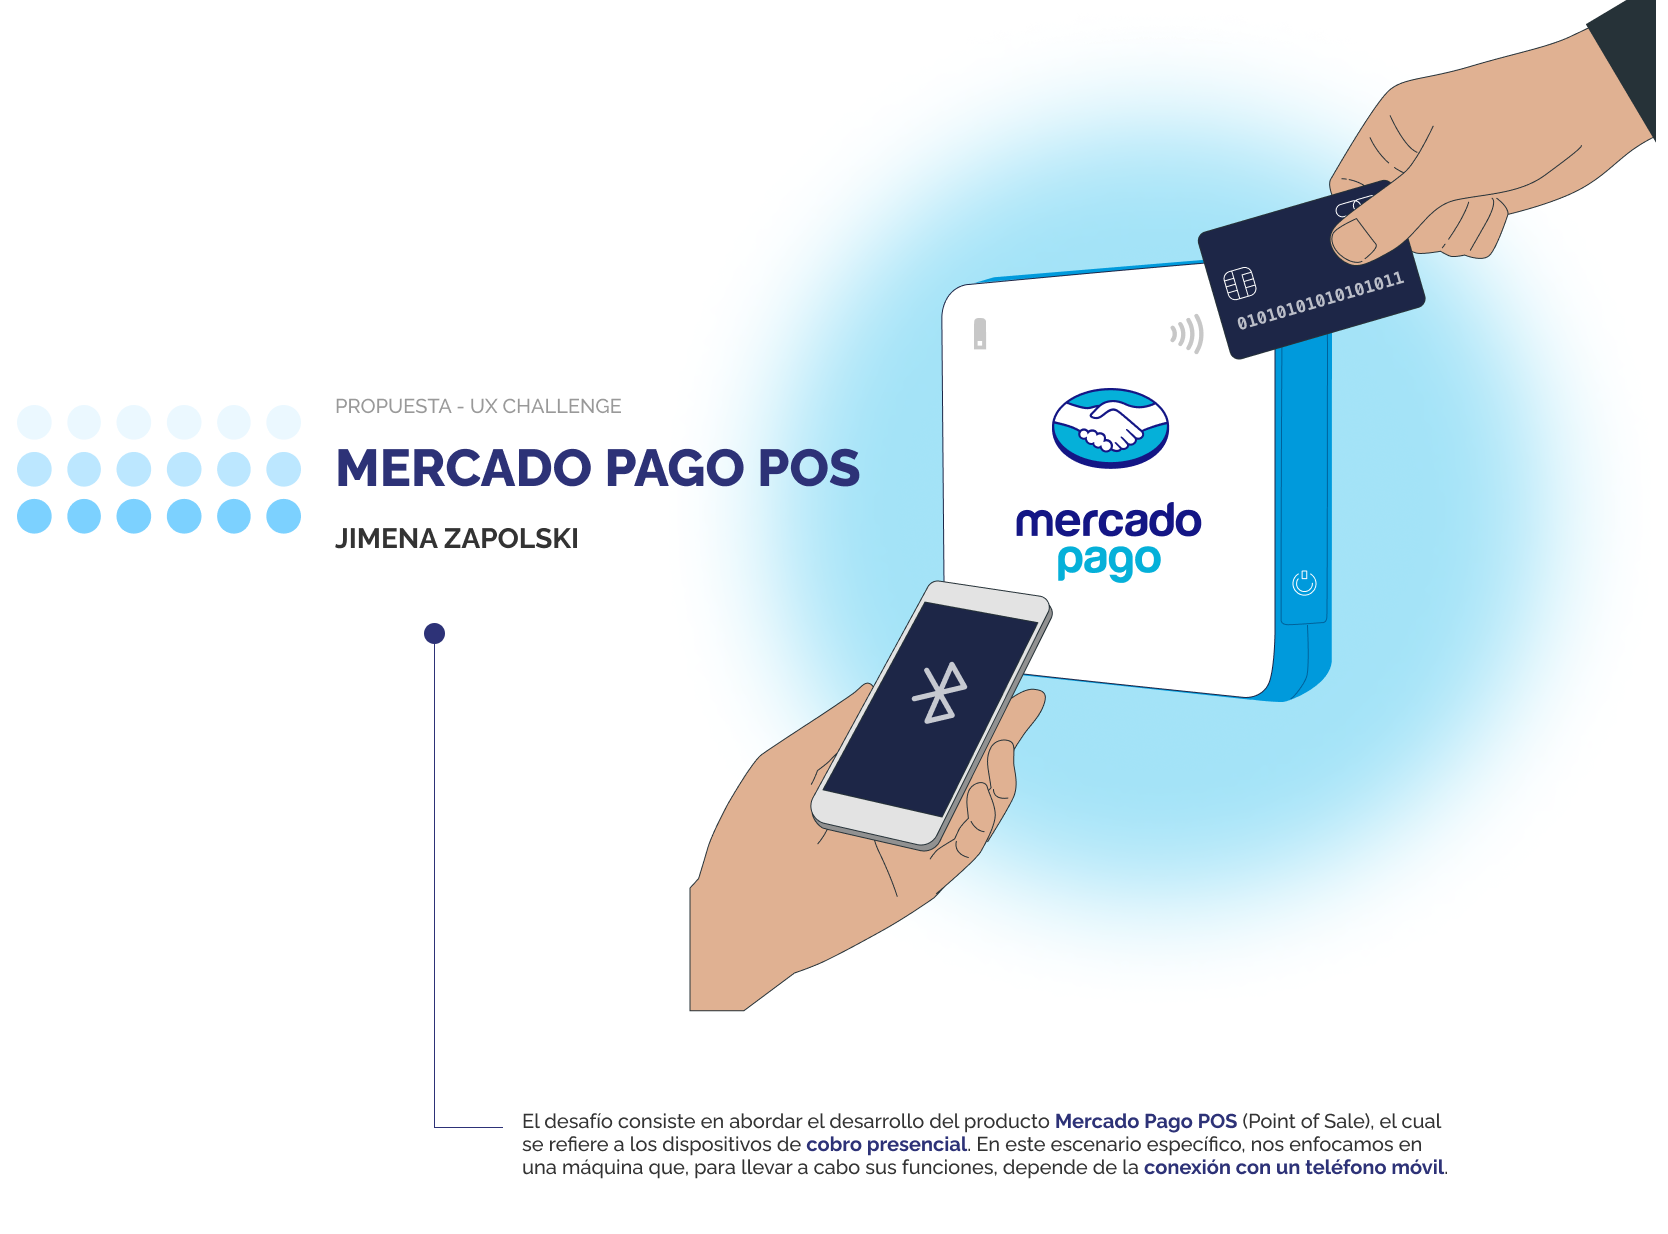 PROPUESTA - UX CHALLENGE
MERCADO PAGO POS
JIMENA ZAPOLSKI
01010101010101011
mercado
pago
El desafío consiste en abordar el desarrollo del producto Mercado Pago POS (Point of Sale), el cual
se refiere a los dispositivos de cobro presencial. En este escenario específico, nos enfocamos en
una máquina que, para llevar a cabo sus funciones, depende de la conexión con un teléfono móvil.